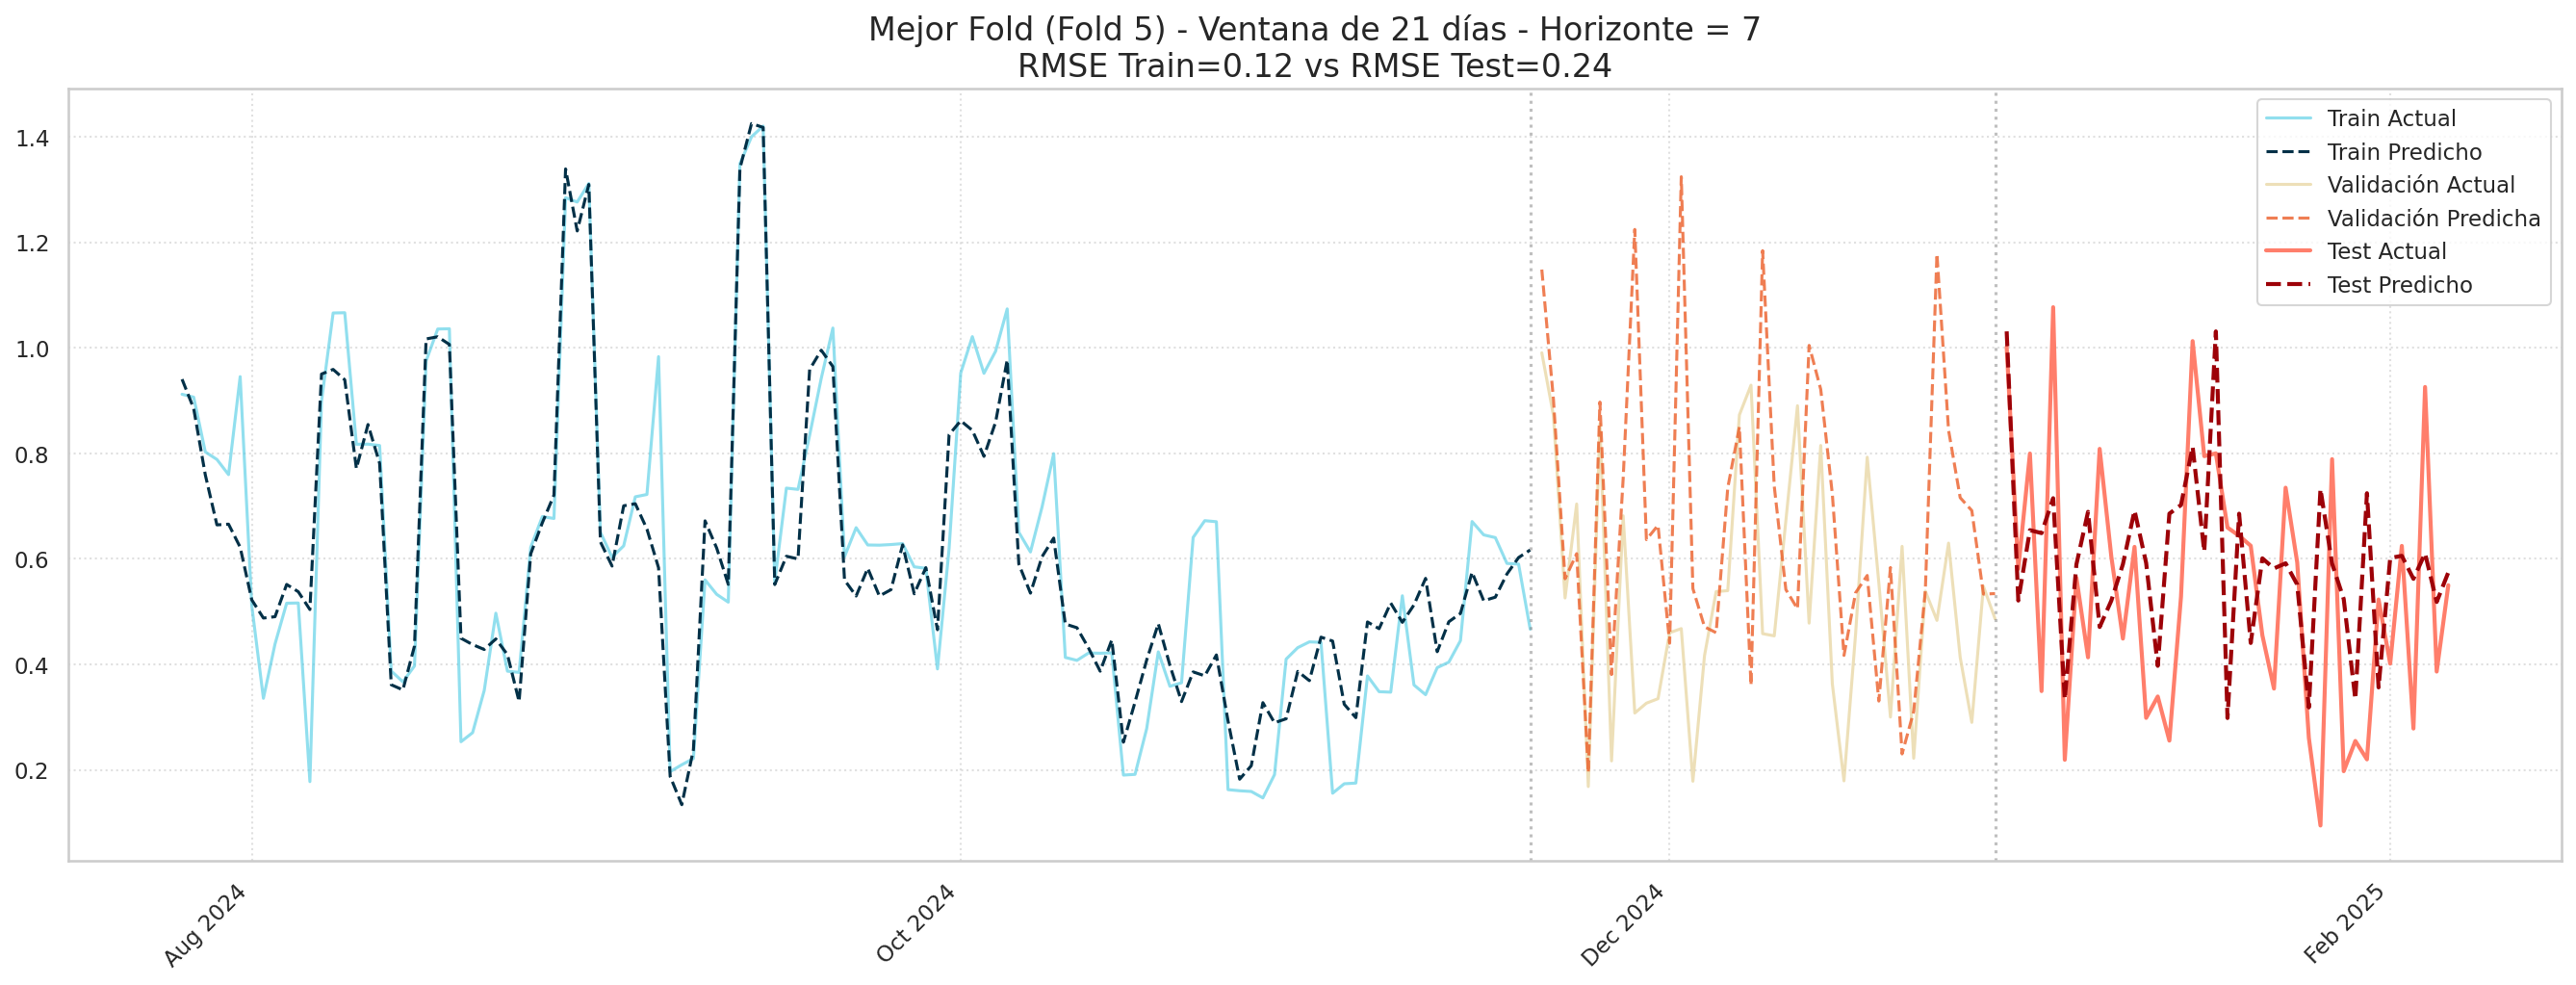 Mejor Fold (Fold 5) - Ventana de 21 días - Horizonte = 7
RMSE Train=0.12 vs RMSE Test=0.24
1.4
1.2
1.0
0.8
0.6
0.4
0.2
Train Actual
Train Predicho
Validación Actual
Validación Predicha
Test Actual
Test Predicho
Aug 2024
Oct 2024
Dec 2024
Feb 2025